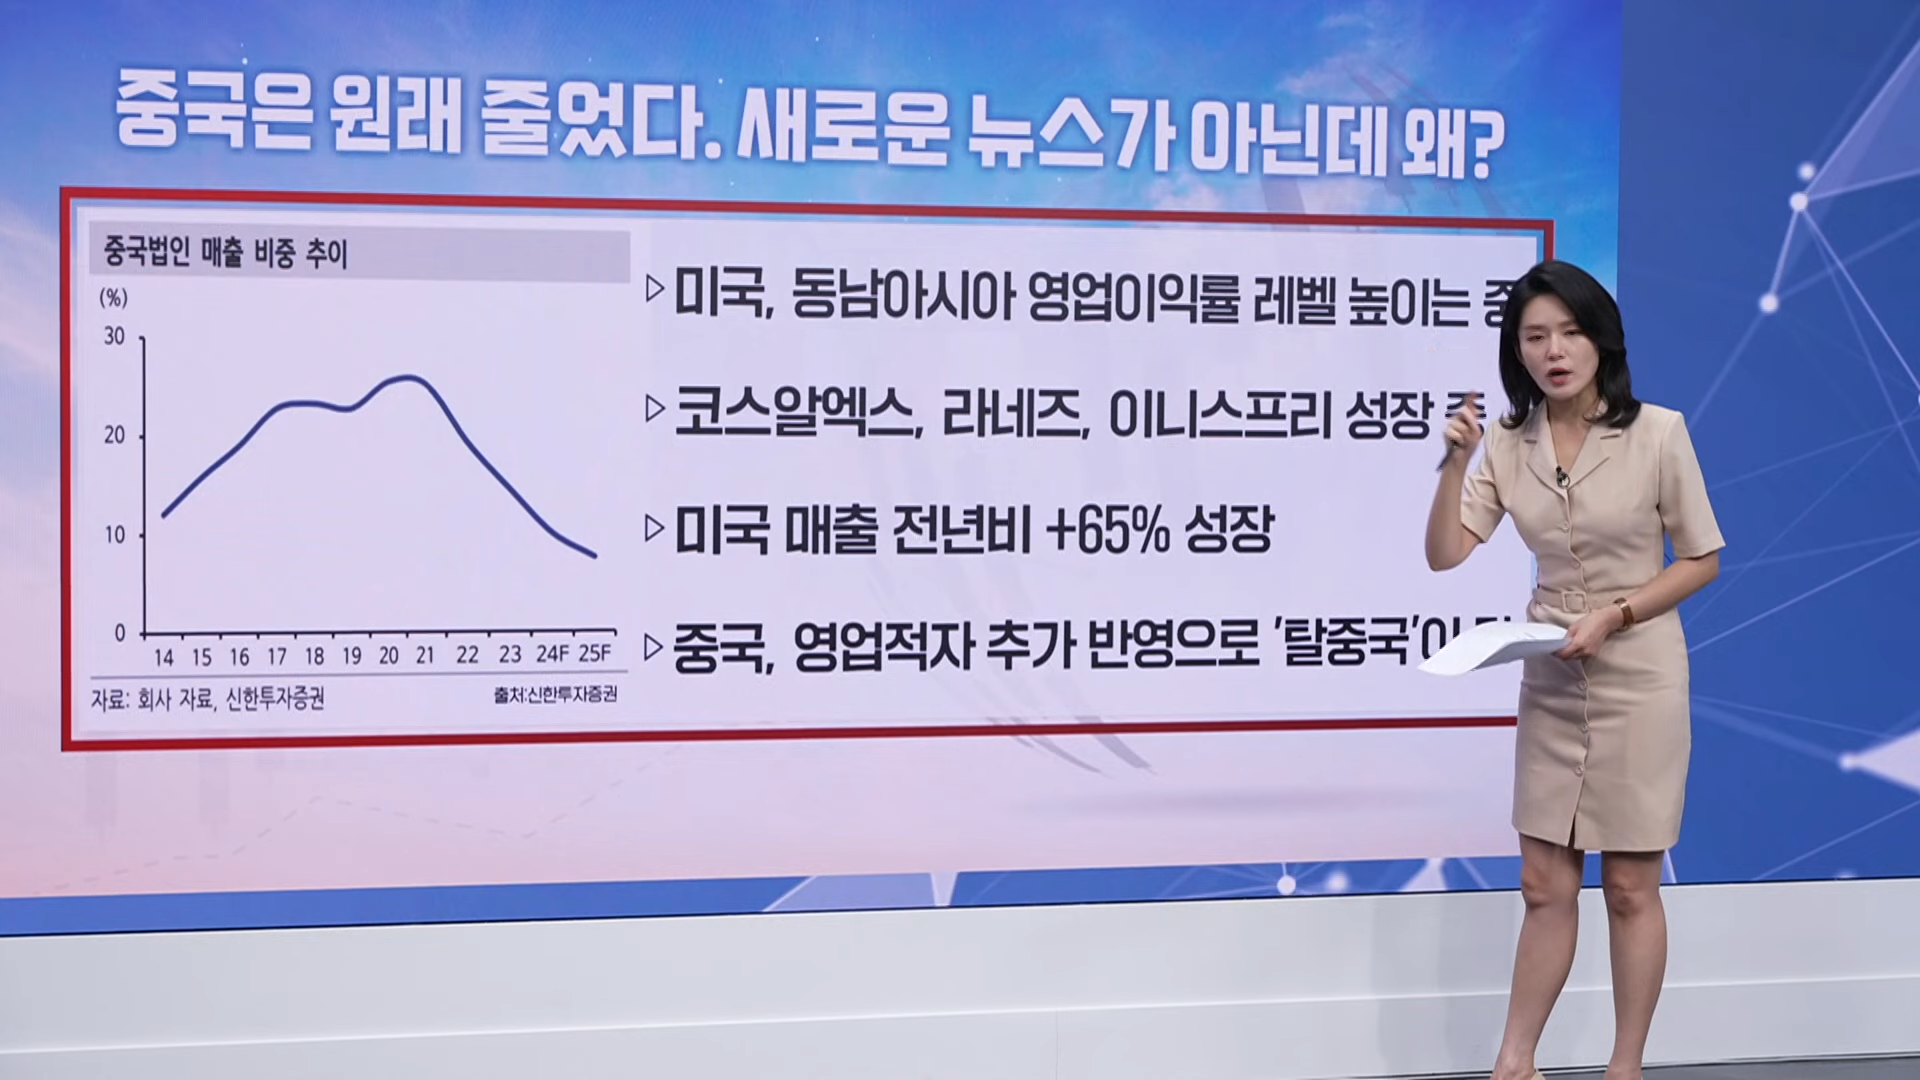 중국은 원래 줄었다. 새로운 뉴스가 아닌데 왜?
중국법인 매출 비중 추이
(%)
30
20
10
0
14 15 16 17 18 19 20 21 22 23 24F 25F
자료: 회사 자료, 신한투자증권
출처:신한투자증권
▷미국, 동남아시아 영업이익률 레벨 높이는 중
▷코스알엑스, 라네즈, 이니스프리 성장 중
▷미국 매출 전년비 +65% 성장
▷중국, 영업적자 추가 반영으로 '탈중국'이